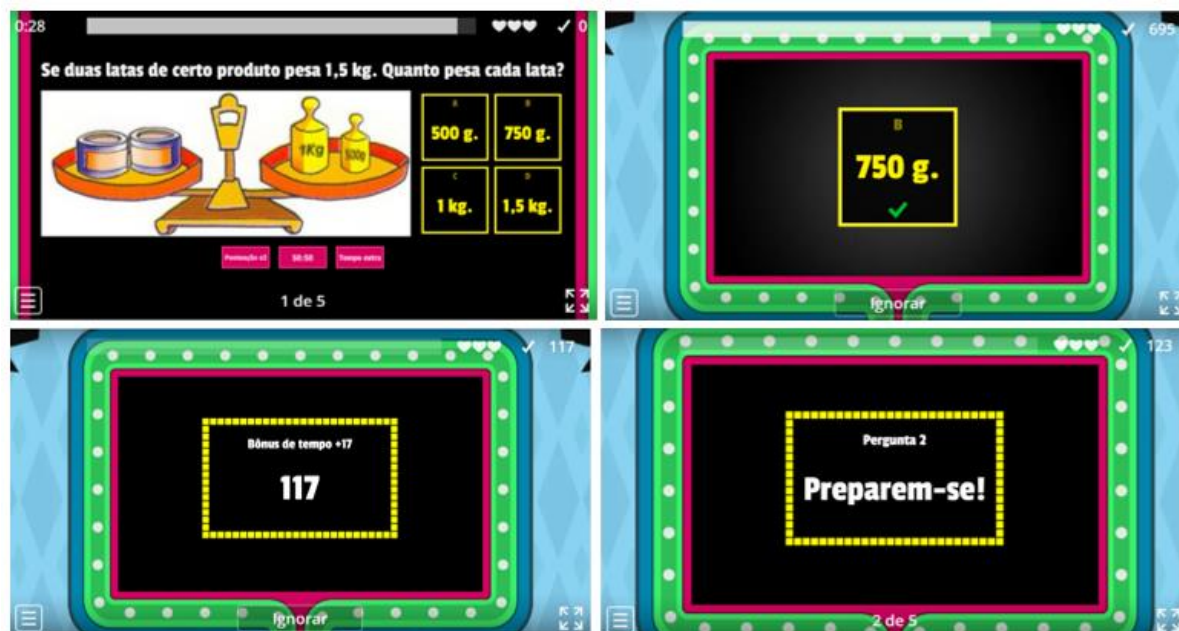 0:28
0
Se duas latas de certo produto pesa 1,5 kg. Quanto pesa cada lata?
1Kg
500g
A
500 g.
B
750 g.
C
1 kg.
D
1,5 kg.
Pontuação x2
50:50
Tempo extra
1 de 5
695
B
750 g.
Ignorar
117
Bônus de tempo +17
117
Ignorar
123
Pergunta 2
Preparem-se!
2 de 5